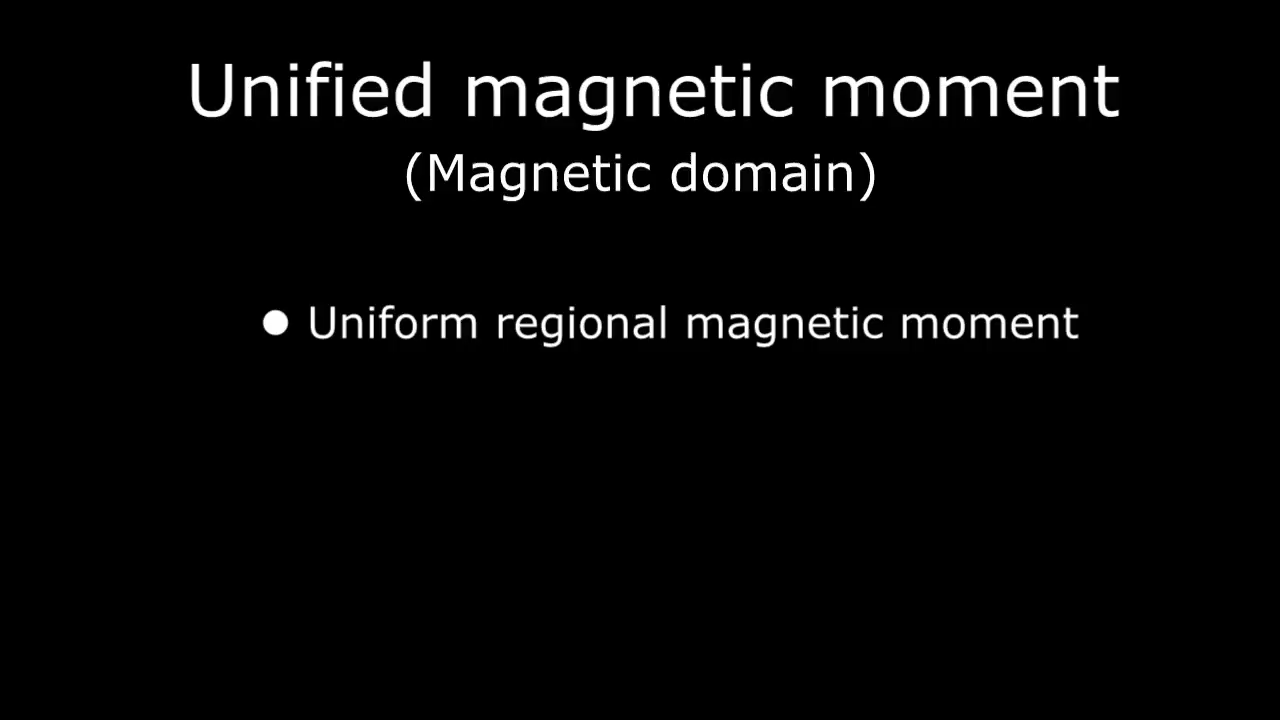 Unified magnetic moment
(Magnetic domain)
● Uniform regional magnetic moment